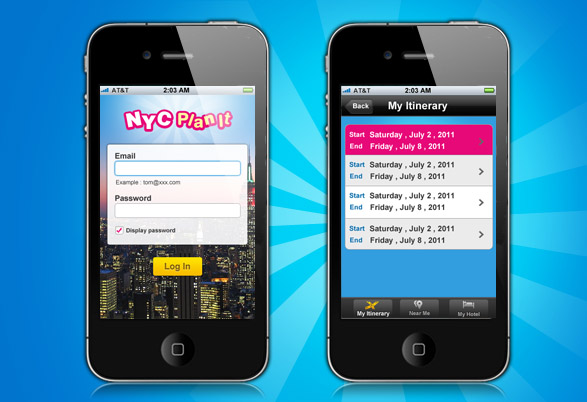 AT&T 2:03 AM
NYC Plan It
Email
Example : tom@xxx.com
Password
Display password
Log In
AT&T 2:03 AM
Back My Itinerary
Start Saturday , July 2 , 2011
End Friday , July 8 , 2011
Start Saturday , July 2 , 2011
End Friday , July 8 , 2011
Start Saturday , July 2 , 2011
End Friday , July 8 , 2011
Start Saturday , July 2 , 2011
End Friday , July 8 , 2011
My Itinerary Near Me My Hotel